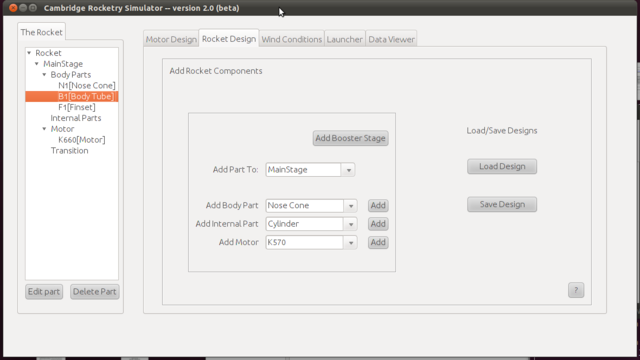 Cambridge Rocketry Simulator -- version 2.0 (beta)
The Rocket
Rocket
MainStage
Body Parts
N1[Nose Cone]
B1[Body Tube]
F1[Finset]
Internal Parts
Motor
K660[Motor]
Transition
Edit part
Delete Part
Motor Design
Rocket Design
Wind Conditions
Launcher
Data Viewer
Add Rocket Components
Add Booster Stage
Add Part To:
MainStage
Add Body Part
Nose Cone
Add
Add Internal Part
Cylinder
Add
Add Motor
K570
Add
Load/Save Designs
Load Design
Save Design
?